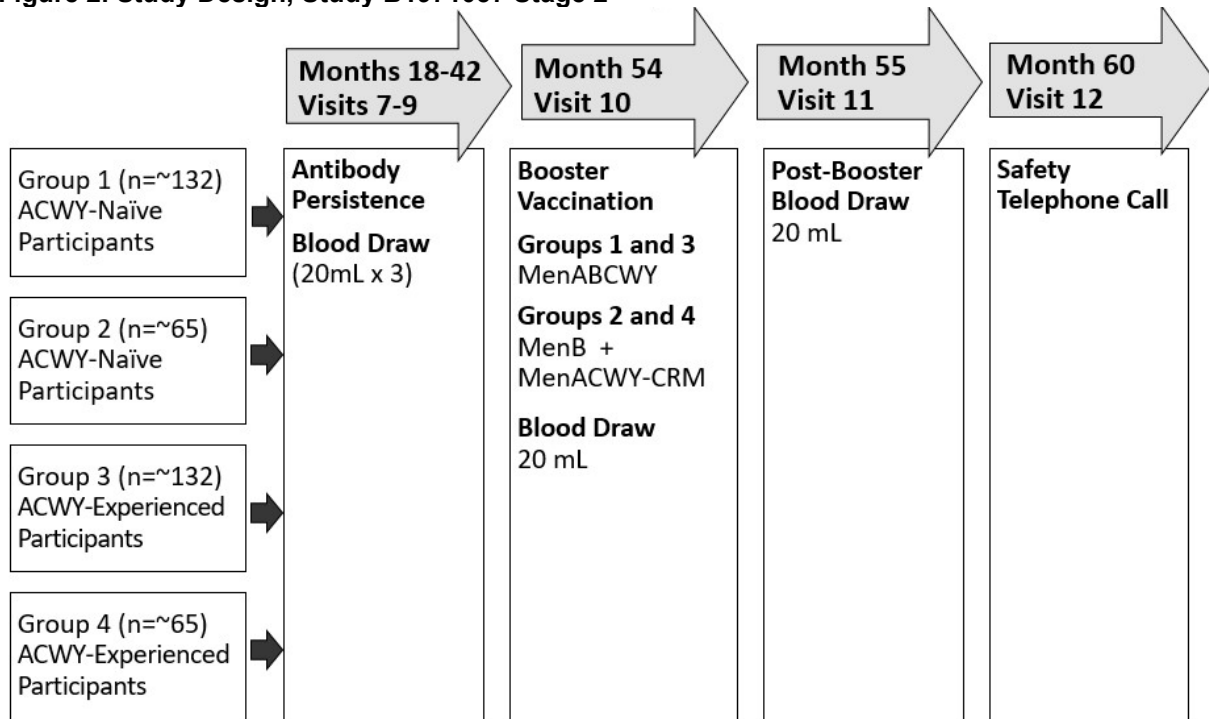 Figure 2. Study Design, Study B1971057 Stage 2
Months 18-42
Visits 7-9
Month 54
Visit 10
Month 55
Visit 11
Month 60
Visit 12
Group 1 (n=~132)
ACWY-Naïve
Participants
Group 2 (n=~65)
ACWY-Naïve
Participants
Group 3 (n=~132)
ACWY-Experienced
Participants
Group 4 (n=~65)
ACWY-Experienced
Participants
Antibody
Persistence
Blood Draw
(20mL x 3)
Booster
Vaccination
Groups 1 and 3
MenABCWY
Groups 2 and 4
MenB +
MenACWY-CRM
Blood Draw
20 mL
Post-Booster
Blood Draw
20 mL
Safety
Telephone Call